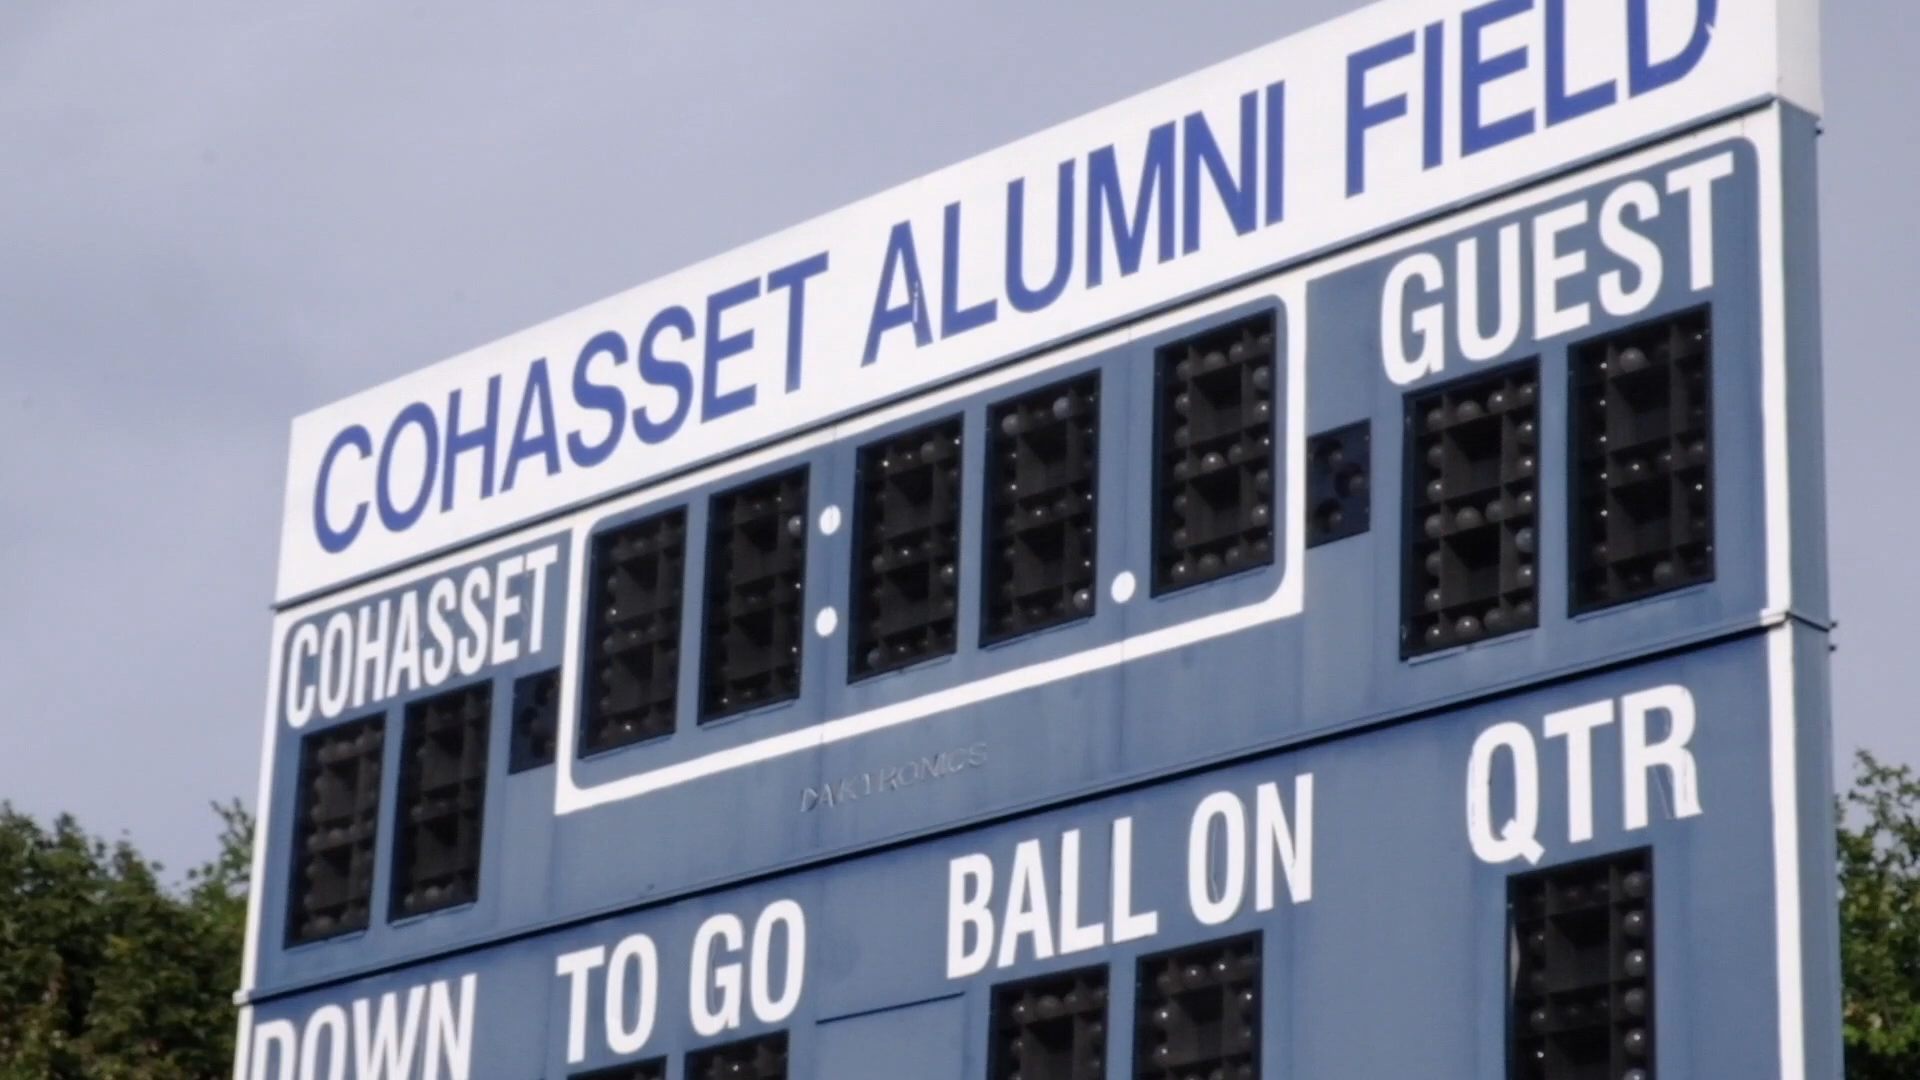 COHASSET ALUMNI FIELD
GUEST
COHASSET
DAKTRONICS
QTR
BALL ON
TO GO
DOWN